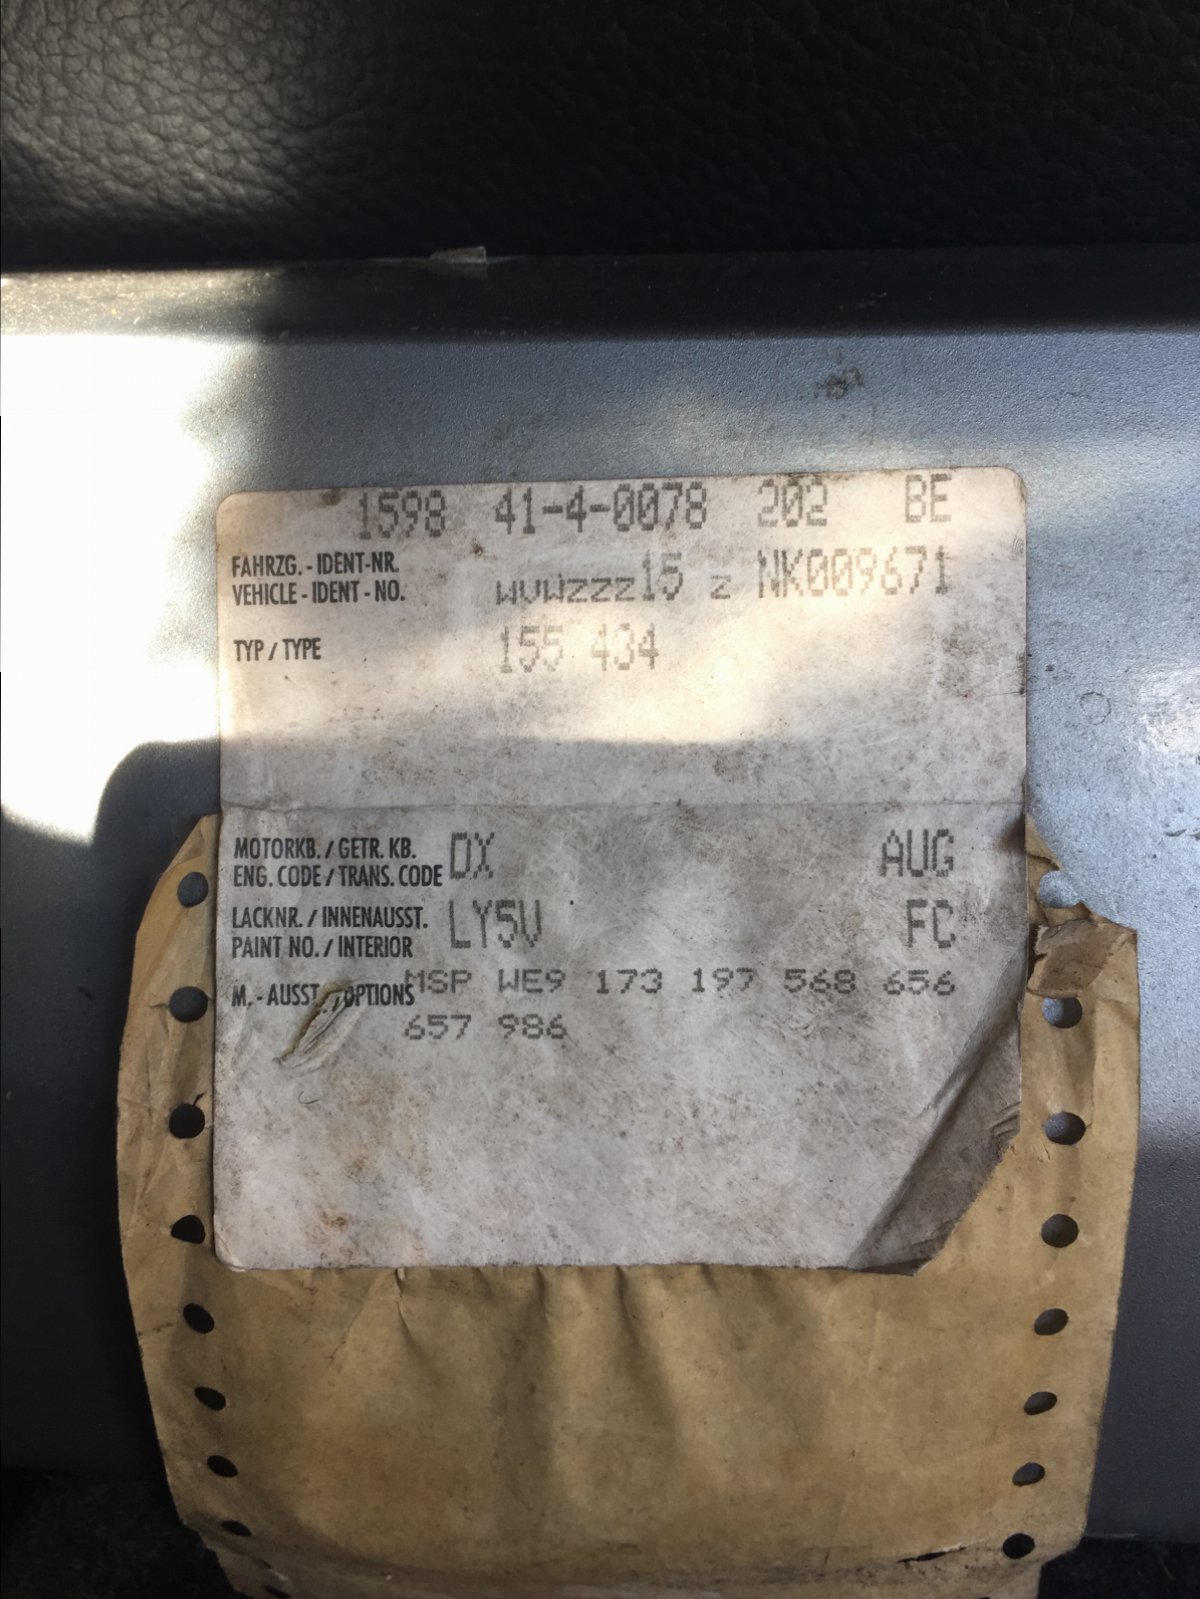 1598 41-4-0078 202 BE
FAHRZG. - IDENT-NR.
VEHICLE - IDENT - NO. WVWZZZ15 Z NK009671
TYP / TYPE 155 434
MOTORKB. / GETR. KB.
ENG. CODE / TRANS. CODE DX AUG
LACKNR. / INNENAUSST.
PAINT NO. / INTERIOR LY5V FC
M. - AUSST. / OPTIONS MSP WE9 173 197 568 656
657 986